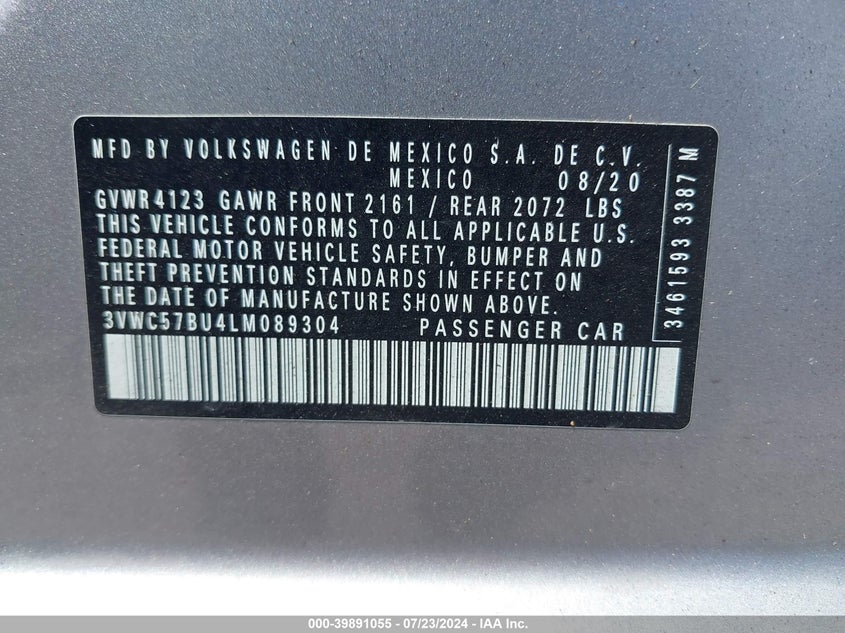 MFD BY VOLKSWAGEN DE MEXICO S.A. DE C.V.
MEXICO 08/20
GVWR 4123 GAWR FRONT 2161 / REAR 2072 LBS
THIS VEHICLE CONFORMS TO ALL APPLICABLE U.S.
FEDERAL MOTOR VEHICLE SAFETY, BUMPER AND
THEFT PREVENTION STANDARDS IN EFFECT ON
THE DATE OF MANUFACTURE SHOWN ABOVE.
3VWC57BU4LM089304 PASSENGER CAR
3461593 3387 M
000-39891055 - 07/23/2024 - IAA Inc.